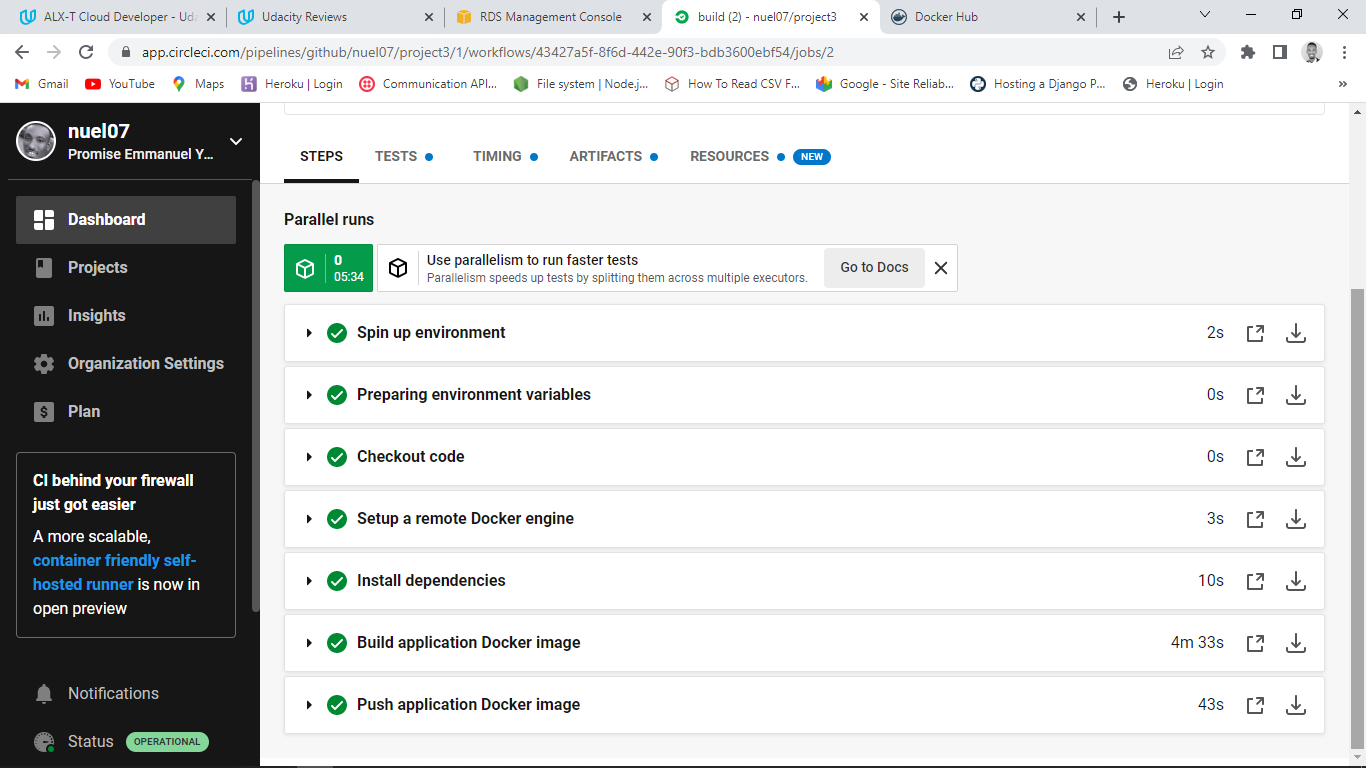 ALX-T Cloud Developer - Uda
Udacity Reviews
RDS Management Console
build (2) - nuel07/project3
Docker Hub
app.circleci.com/pipelines/github/nuel07/project3/1/workflows/43427a5f-8f6d-442e-90f3-bdb3600ebf54/jobs/2
Gmail
YouTube
Maps
Heroku | Login
Communication API...
File system | Node.j...
How To Read CSV F...
Google - Site Reliab...
Hosting a Django P...
Heroku | Login
nuel07
Promise Emmanuel Y...
Dashboard
Projects
Insights
Organization Settings
Plan
CI behind your firewall
just got easier
A more scalable,
container friendly self-
hosted runner is now in
open preview
Notifications
Status OPERATIONAL
STEPS TESTS TIMING ARTIFACTS RESOURCES NEW
Parallel runs
0
05:34
Use parallelism to run faster tests
Parallelism speeds up tests by splitting them across multiple executors.
Go to Docs
Spin up environment 2s
Preparing environment variables 0s
Checkout code 0s
Setup a remote Docker engine 3s
Install dependencies 10s
Build application Docker image 4m 33s
Push application Docker image 43s